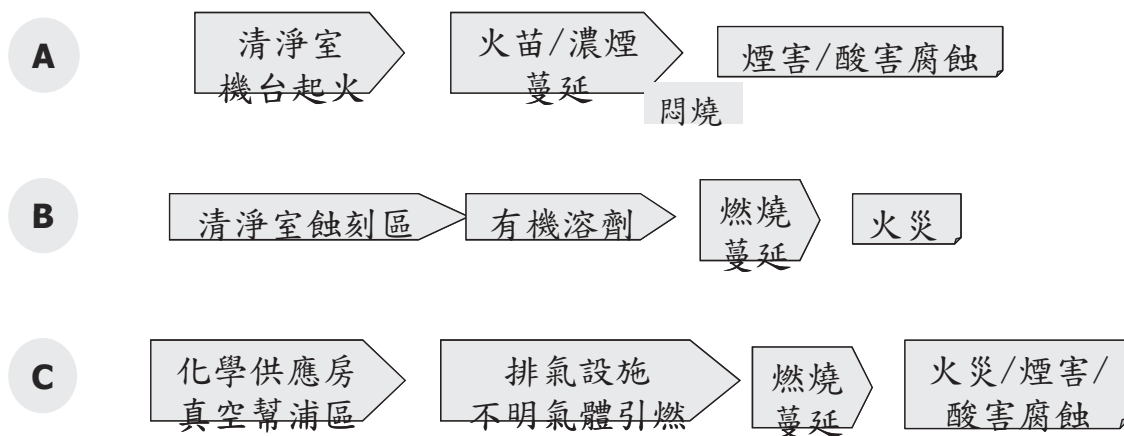 A
清淨室
機台起火
火苗/濃煙
蔓延
煙害/酸害腐蝕
悶燒
B
清淨室蝕刻區
有機溶劑
燃燒
蔓延
火災
C
化學供應房
真空幫浦區
排氣設施
不明氣體引燃
燃燒
蔓延
火災/煙害/
酸害腐蝕